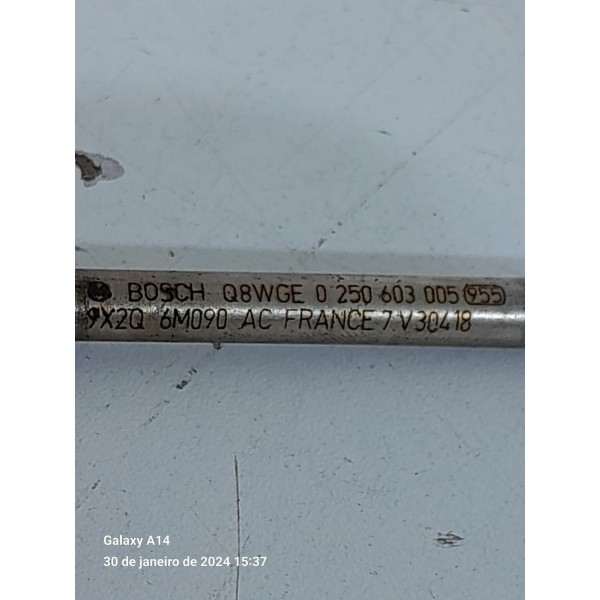 BOSCH Q8WGE 0 250 603 005 955
9X2Q 6M090 AC FRANCE 7 V30418
Galaxy A14
30 de janeiro de 2024 15:37